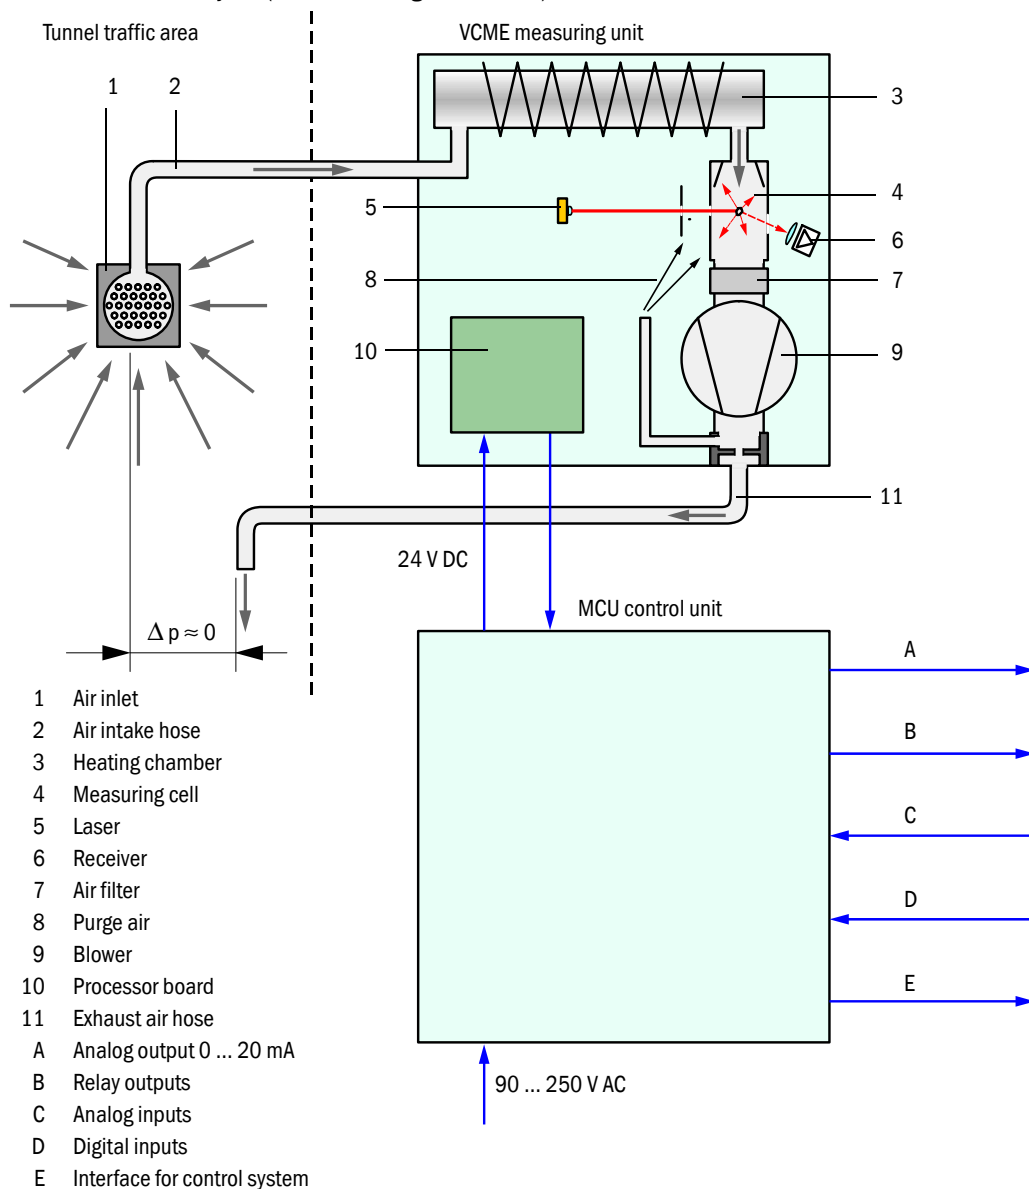 Tunnel traffic area
VCME measuring unit
1
2
3
4
5
6
7
8
9
10
11
24 V DC
MCU control unit
Δ p ≈ 0
A
B
C
D
E
90 ... 250 V AC
1 Air inlet
2 Air intake hose
3 Heating chamber
4 Measuring cell
5 Laser
6 Receiver
7 Air filter
8 Purge air
9 Blower
10 Processor board
11 Exhaust air hose
A Analog output 0 ... 20 mA
B Relay outputs
C Analog inputs
D Digital inputs
E Interface for control system